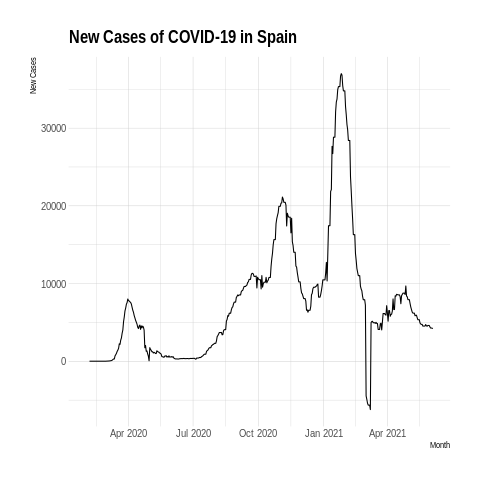 New Cases of COVID-19 in Spain
New Cases
30000
20000
10000
0
Apr 2020 Jul 2020 Oct 2020 Jan 2021 Apr 2021
Month